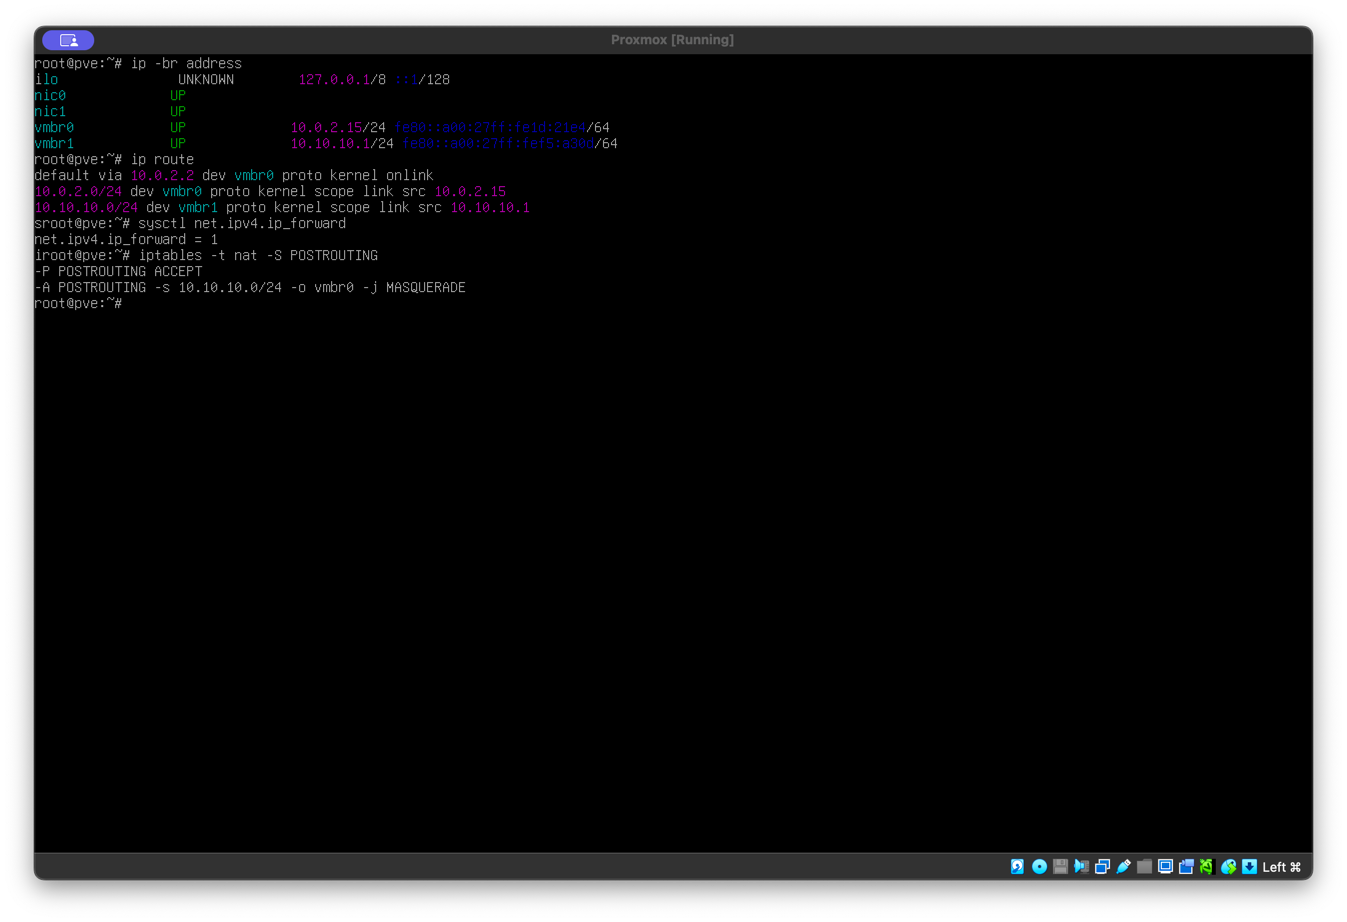 Proxmox [Running]
root@pve:~# ip -br address
ilo UNKNOWN 127.0.0.1/8 ::1/128
nic0 UP
nic1 UP
vmbr0 UP 10.0.2.15/24 fe80::a00:27ff:fe1d:21e4/64
vmbr1 UP 10.10.10.1/24 fe80::a00:27ff:fef5:a30d/64
root@pve:~# ip route
default via 10.0.2.2 dev vmbr0 proto kernel onlink
10.0.2.0/24 dev vmbr0 proto kernel scope link src 10.0.2.15
10.10.10.0/24 dev vmbr1 proto kernel scope link src 10.10.10.1
sroot@pve:~# sysctl net.ipv4.ip_forward
net.ipv4.ip_forward = 1
iroot@pve:~# iptables -t nat -S POSTROUTING
-P POSTROUTING ACCEPT
-A POSTROUTING -s 10.10.10.0/24 -o vmbr0 -j MASQUERADE
root@pve:~#
Left ⌘